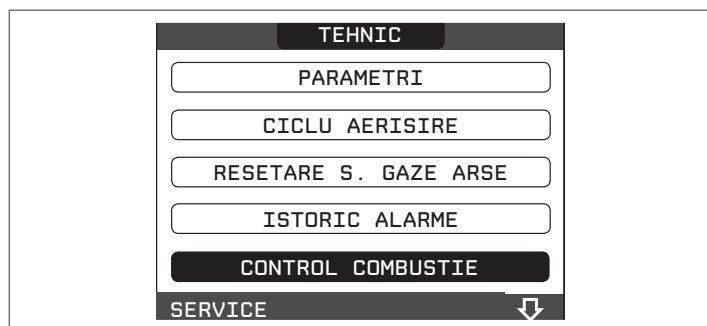 TEHNIC
PARAMETRI
CICLU AERISIRE
RESETARE S. GAZE ARSE
ISTORIC ALARME
CONTROL COMBUSTIE
SERVICE